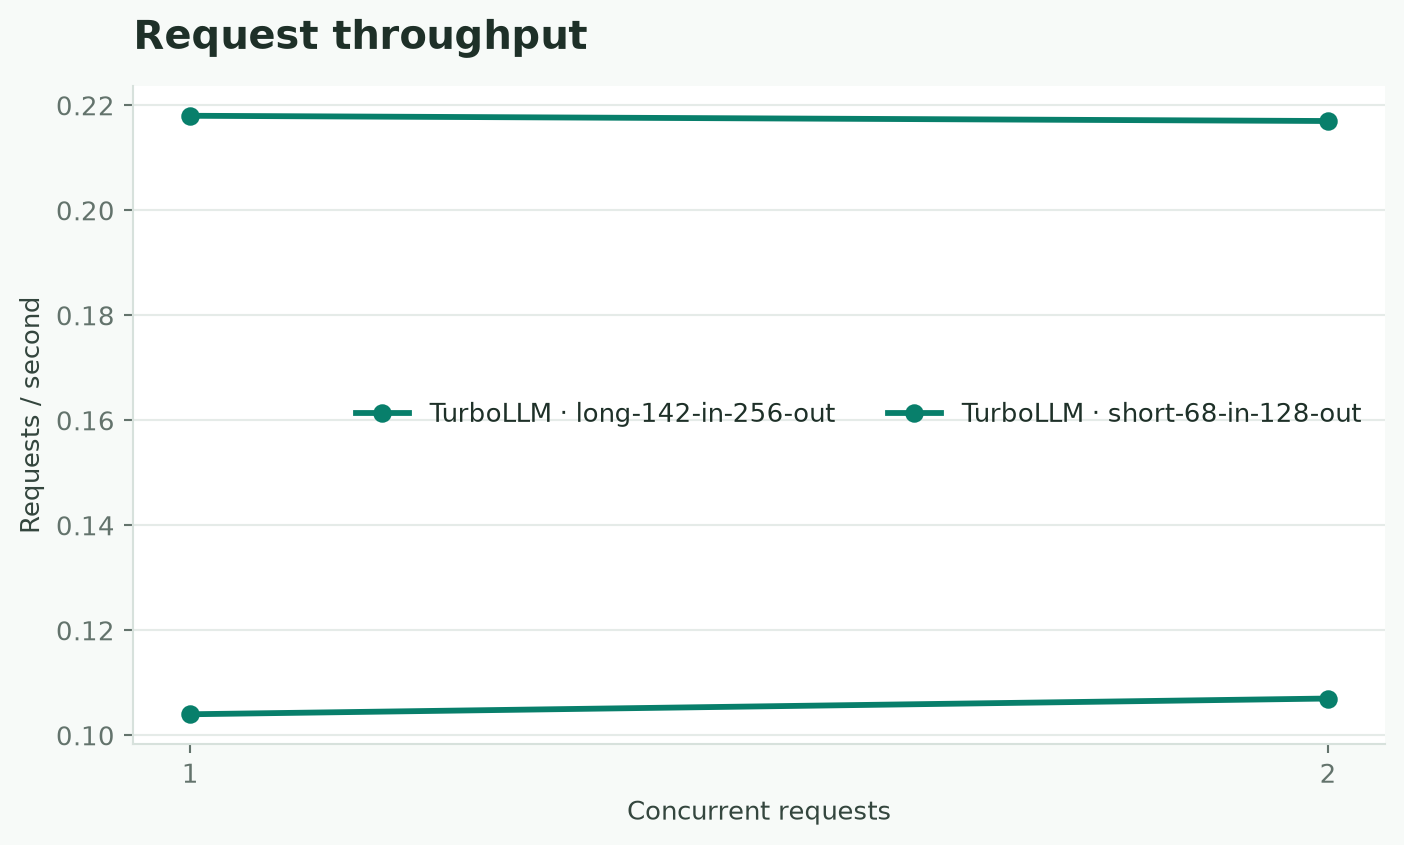 Request throughput
0.22
0.20
0.18
0.16
0.14
0.12
0.10
Requests / second
TurboLLM · long-142-in-256-out
TurboLLM · short-68-in-128-out
1
2
Concurrent requests